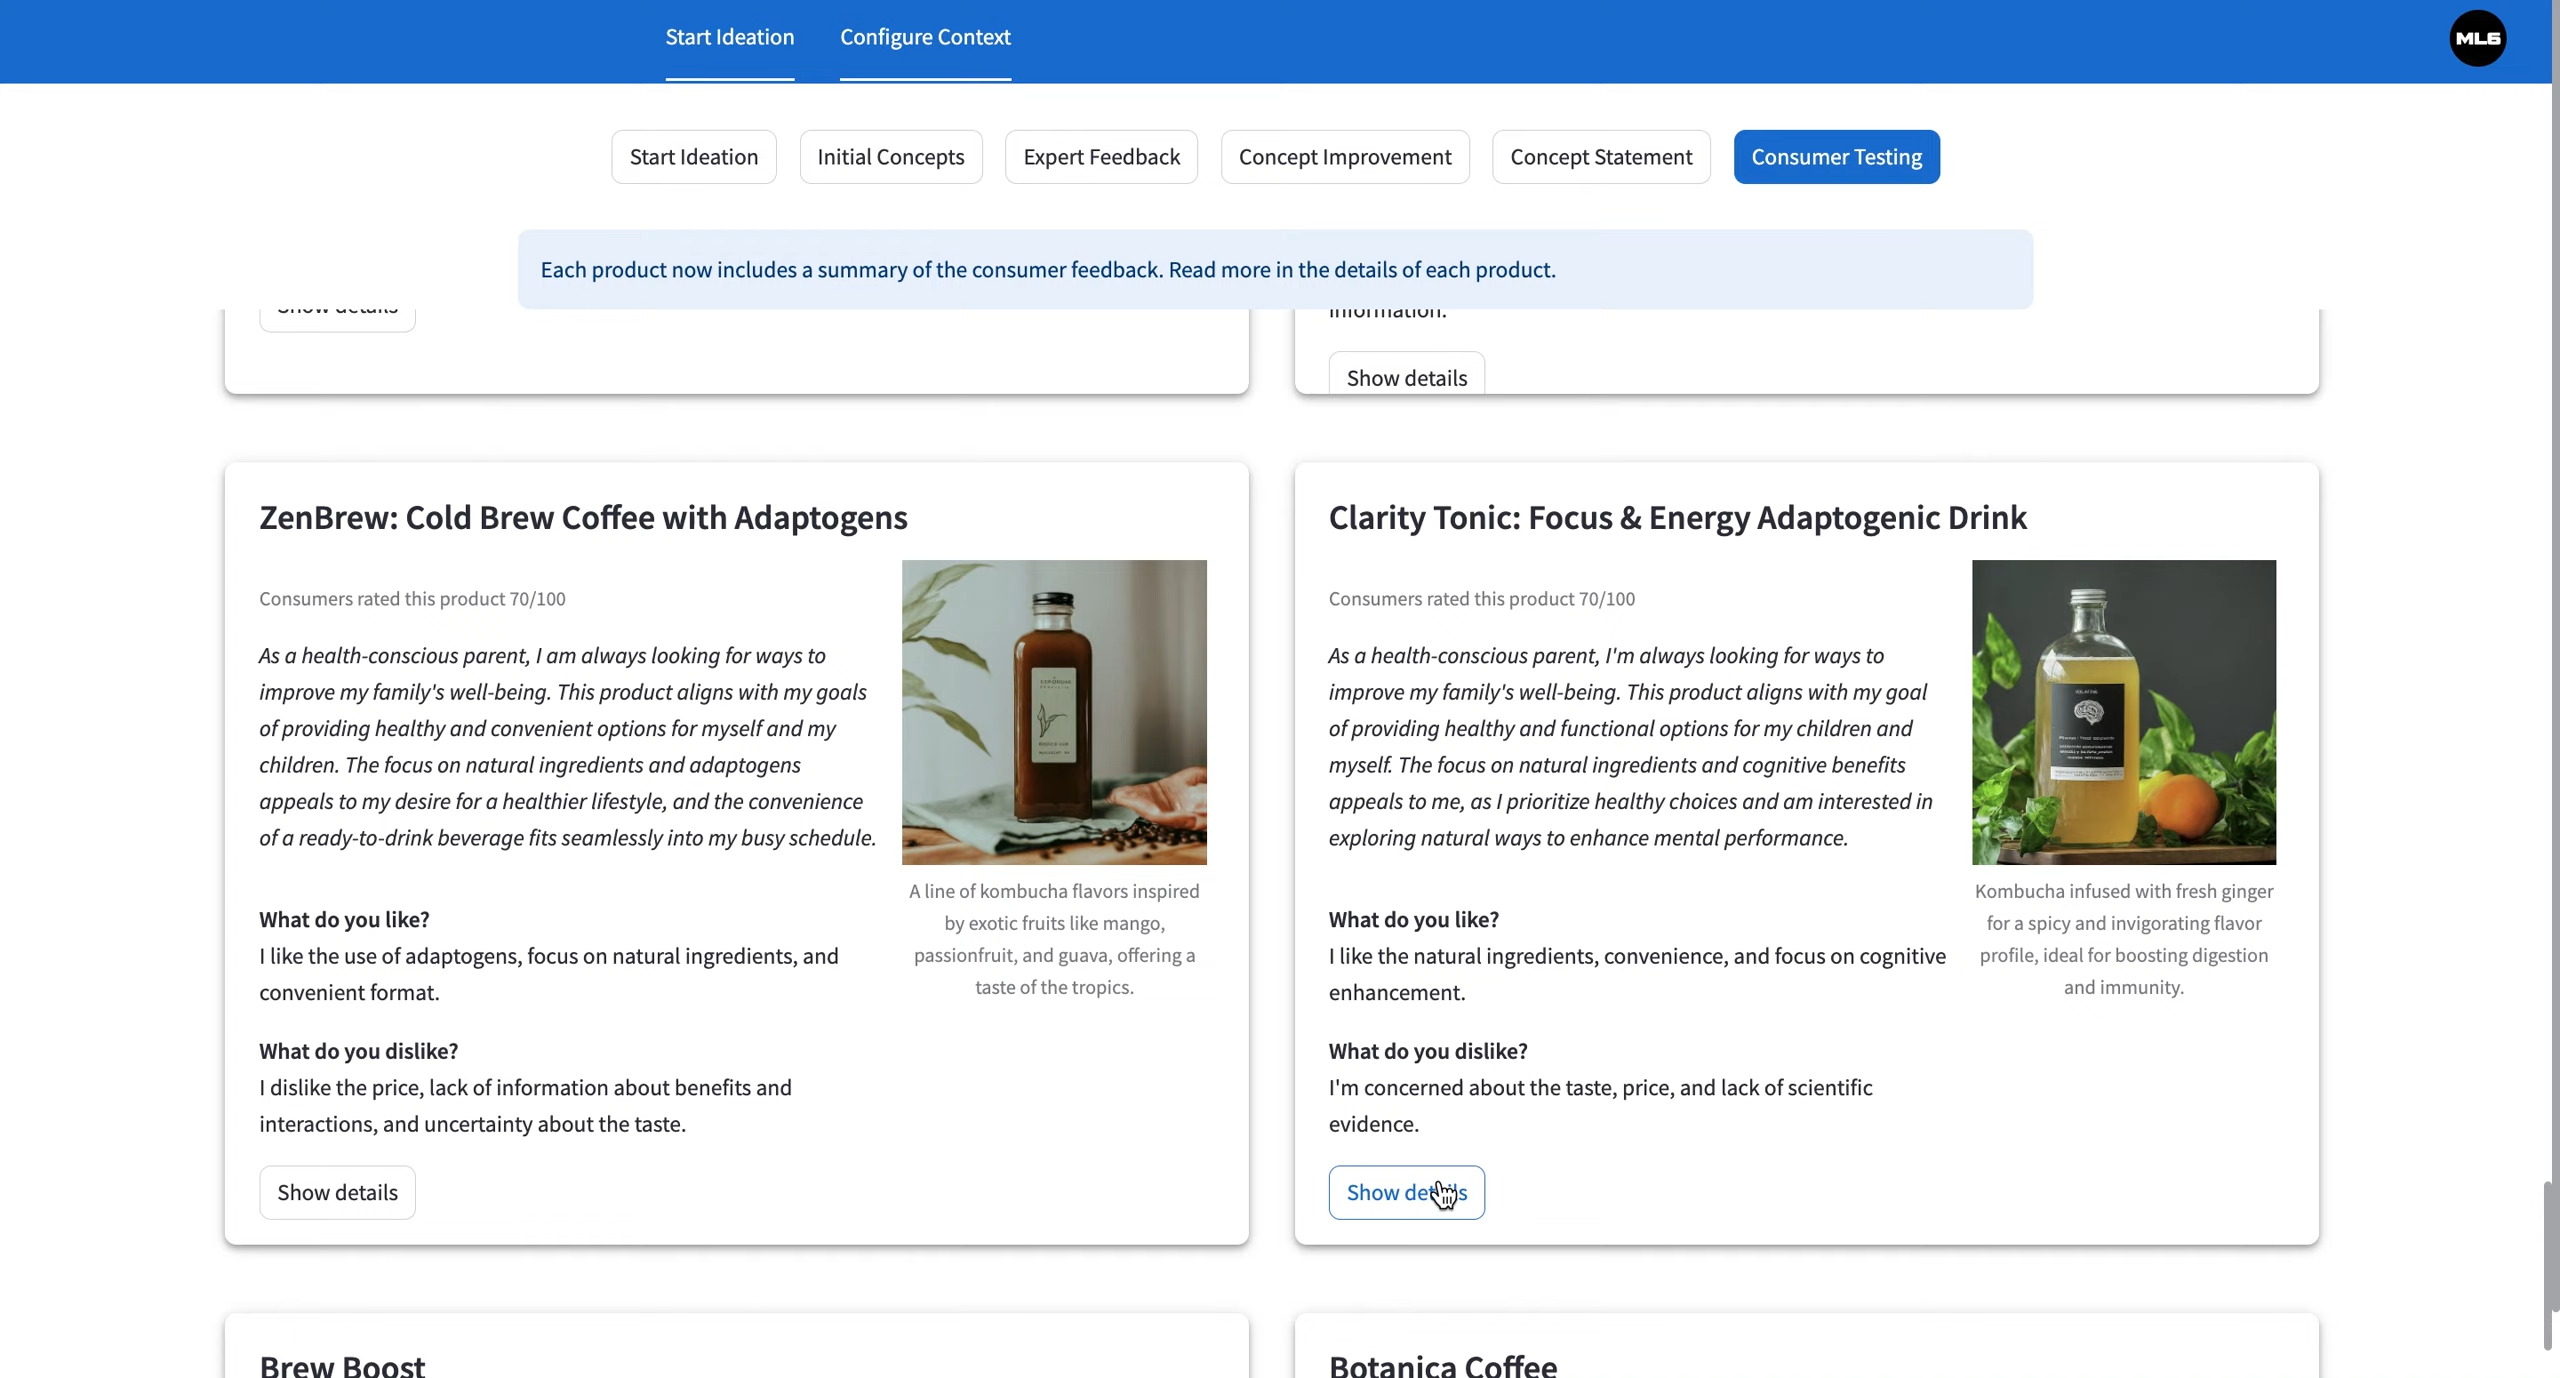 Start Ideation
Configure Context
ML6
Start Ideation
Initial Concepts
Expert Feedback
Concept Improvement
Concept Statement
Consumer Testing
Each product now includes a summary of the consumer feedback. Read more in the details of each product.
Show details
information.
Show details
ZenBrew: Cold Brew Coffee with Adaptogens
Consumers rated this product 70/100
As a health-conscious parent, I am always looking for ways to
improve my family's well-being. This product aligns with my goals
of providing healthy and convenient options for myself and my
children. The focus on natural ingredients and adaptogens
appeals to my desire for a healthier lifestyle, and the convenience
of a ready-to-drink beverage fits seamlessly into my busy schedule.
A line of kombucha flavors inspired
by exotic fruits like mango,
passionfruit, and guava, offering a
taste of the tropics.
What do you like?
I like the use of adaptogens, focus on natural ingredients, and
convenient format.
What do you dislike?
I dislike the price, lack of information about benefits and
interactions, and uncertainty about the taste.
Show details
Clarity Tonic: Focus & Energy Adaptogenic Drink
Consumers rated this product 70/100
As a health-conscious parent, I'm always looking for ways to
improve my family's well-being. This product aligns with my goal
of providing healthy and functional options for my children and
myself. The focus on natural ingredients and cognitive benefits
appeals to me, as I prioritize healthy choices and am interested in
exploring natural ways to enhance mental performance.
Kombucha infused with fresh ginger
for a spicy and invigorating flavor
profile, ideal for boosting digestion
and immunity.
What do you like?
I like the natural ingredients, convenience, and focus on cognitive
enhancement.
What do you dislike?
I'm concerned about the taste, price, and lack of scientific
evidence.
Show details
Brew Boost
Botanica Coffee